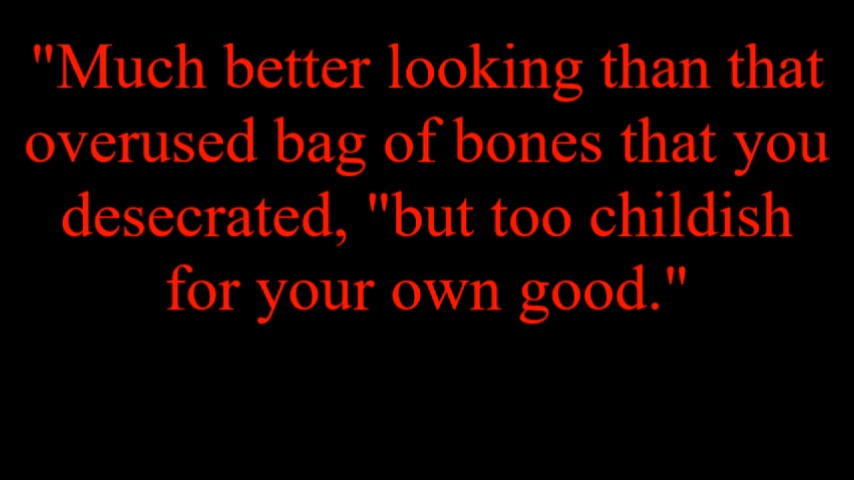 "Much better looking than that
overused bag of bones that you
desecrated, "but too childish
for your own good."